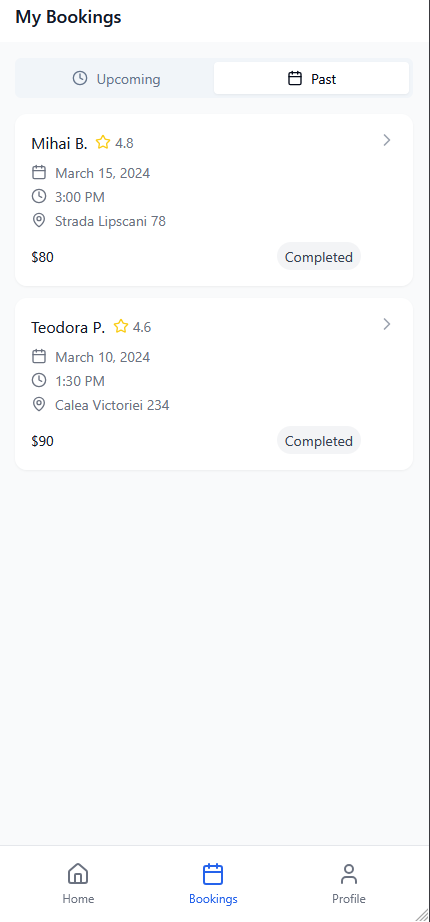 My Bookings
Upcoming
Past
Mihai B. 4.8
March 15, 2024
3:00 PM
Strada Lipscani 78
$80
Completed
Teodora P. 4.6
March 10, 2024
1:30 PM
Calea Victoriei 234
$90
Completed
Home
Bookings
Profile